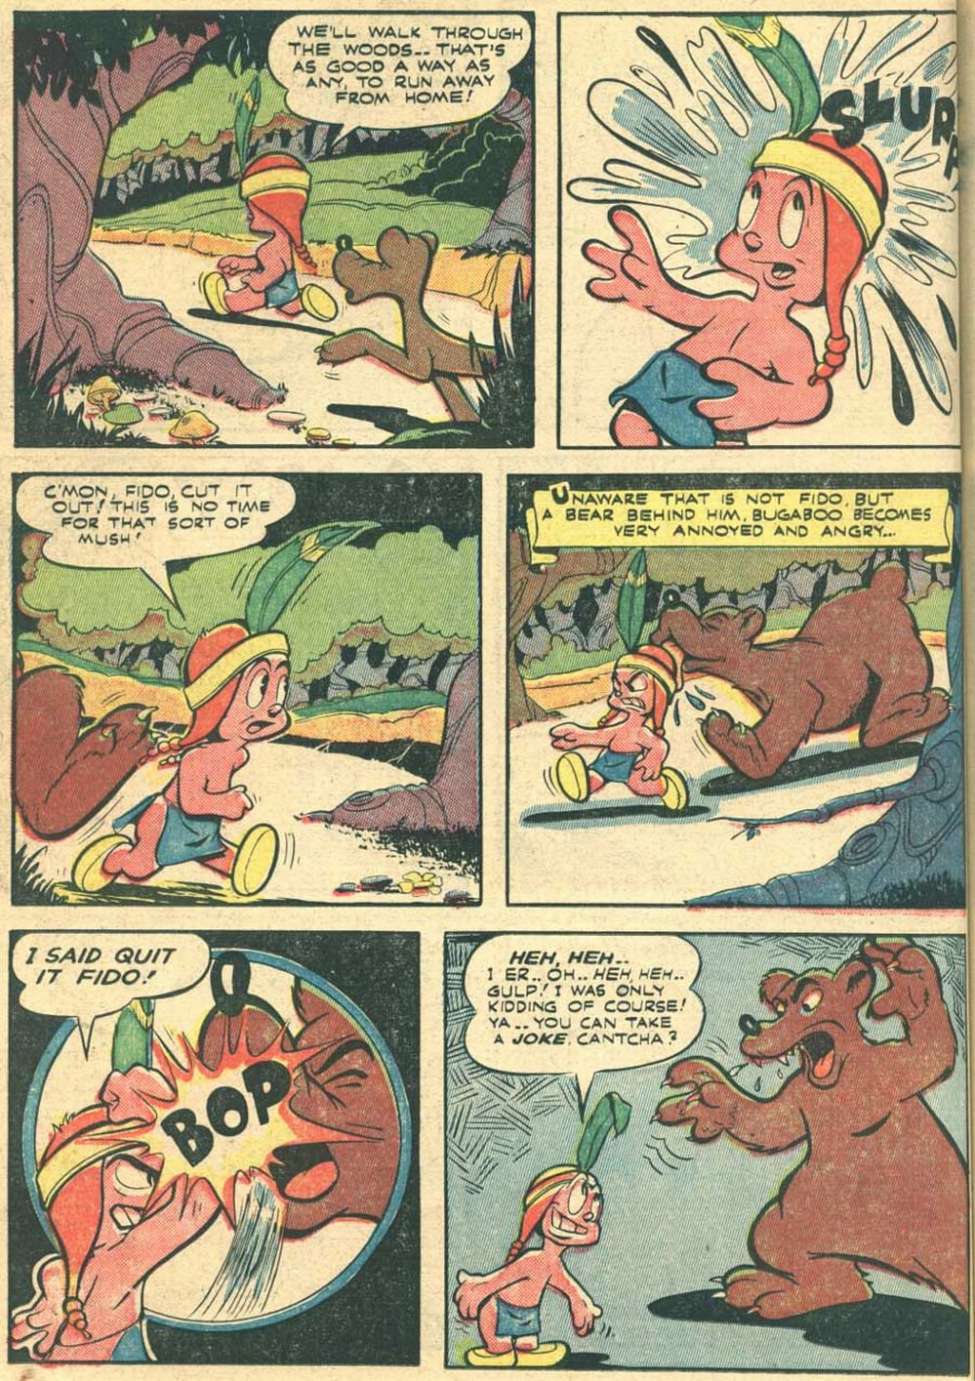 WE'LL WALK THROUGH
THE WOODS.. THAT'S
AS GOOD A WAY AS
ANY, TO RUN AWAY
FROM HOME!
SLURP
C'MON, FIDO, CUT IT
OUT! THIS IS NO TIME
FOR THAT SORT OF
MUSH!
UNAWARE THAT IS NOT FIDO, BUT
A BEAR BEHIND HIM, BUGABOO BECOMES
VERY ANNOYED AND ANGRY...
I SAID QUIT
IT FIDO!
BOP
HEH, HEH..
I ER.. OH.. HEH, HEH..
GULP! I WAS ONLY
KIDDING OF COURSE!
YA.. YOU CAN TAKE
A JOKE, CANTCHA?